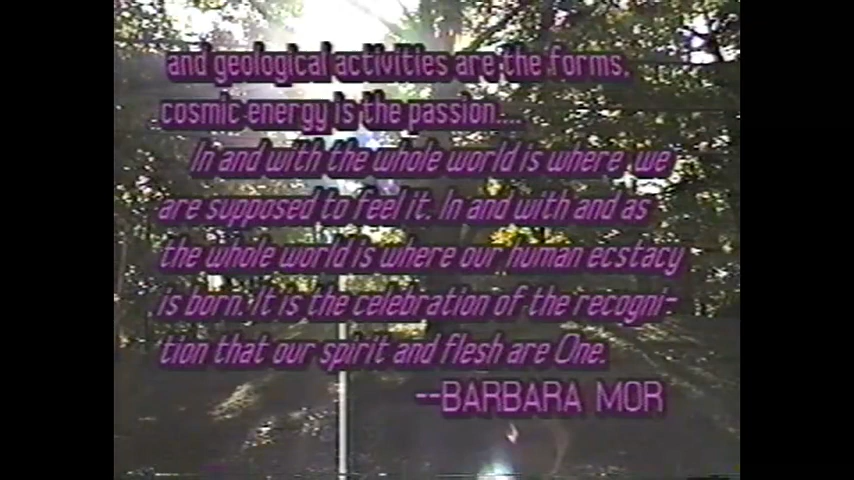 and geological activities are the forms.
cosmic energy is the passion....
In and with the whole world is where we
are supposed to feel it. In and with and as
the whole world is where our human ecstacy
is born. It is the celebration of the recogni-
tion that our spirit and flesh are One.
--BARBARA MOR